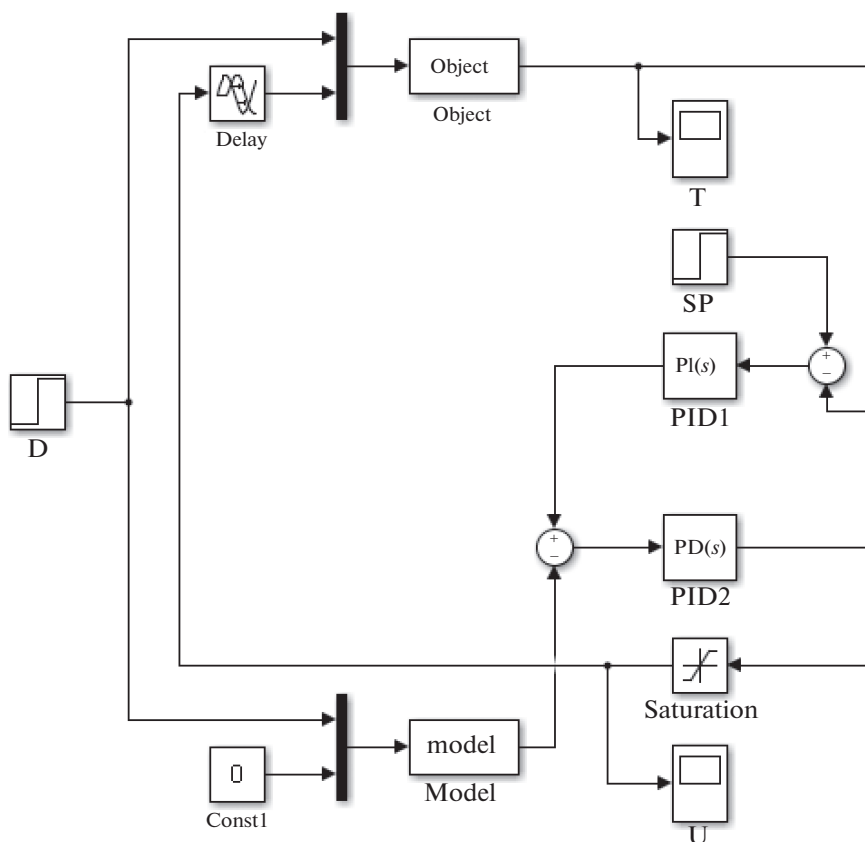 Object
Object
Delay
T
SP
+
−
PI(s)
PID1
D
+
−
PD(s)
PID2
Saturation
model
Model
0
Const1
U